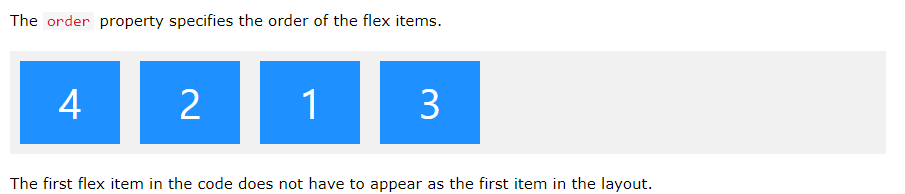 The order property specifies the order of the flex items.
4 2 1 3
The first flex item in the code does not have to appear as the first item in the layout.